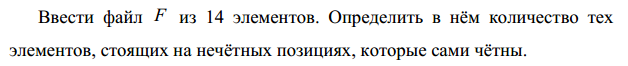 Ввести файл F из 14 элементов. Определить в нём количество тех
элементов, стоящих на нечётных позициях, которые сами чётны.